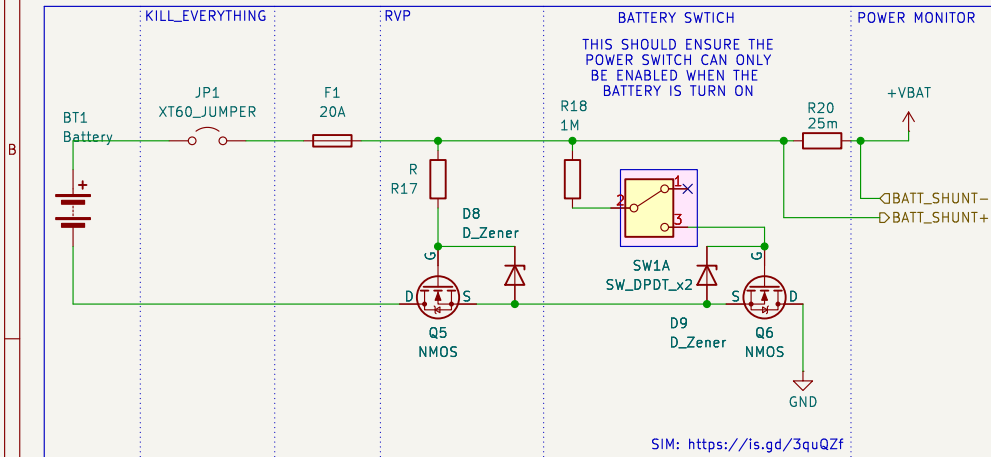 KILL_EVERYTHING
RVP
BATTERY SWTICH
POWER MONITOR
THIS SHOULD ENSURE THE
POWER SWITCH CAN ONLY
BE ENABLED WHEN THE
BATTERY IS TURN ON
JP1
XT60_JUMPER
F1
20A
BT1
Battery
R18
1M
R20
25m
+VBAT
B
R
R17
1
2
3
BATT_SHUNT-
BATT_SHUNT+
+
D8
D_Zener
G
G
SW1A
SW_DPDT_x2
D
S
S
D
Q5
NMOS
D9
D_Zener
Q6
NMOS
GND
SIM: https://is.gd/3quQZf